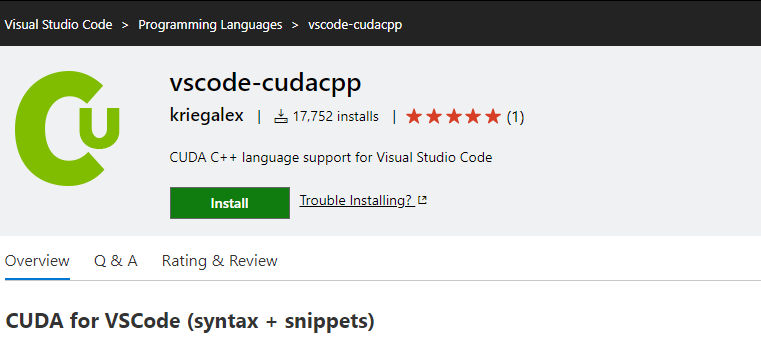 Visual Studio Code > Programming Languages > vscode-cudacpp
CU
vscode-cudacpp
kriegalex | 17,752 installs | (1)
CUDA C++ language support for Visual Studio Code
Install Trouble Installing?
Overview Q & A Rating & Review
CUDA for VSCode (syntax + snippets)